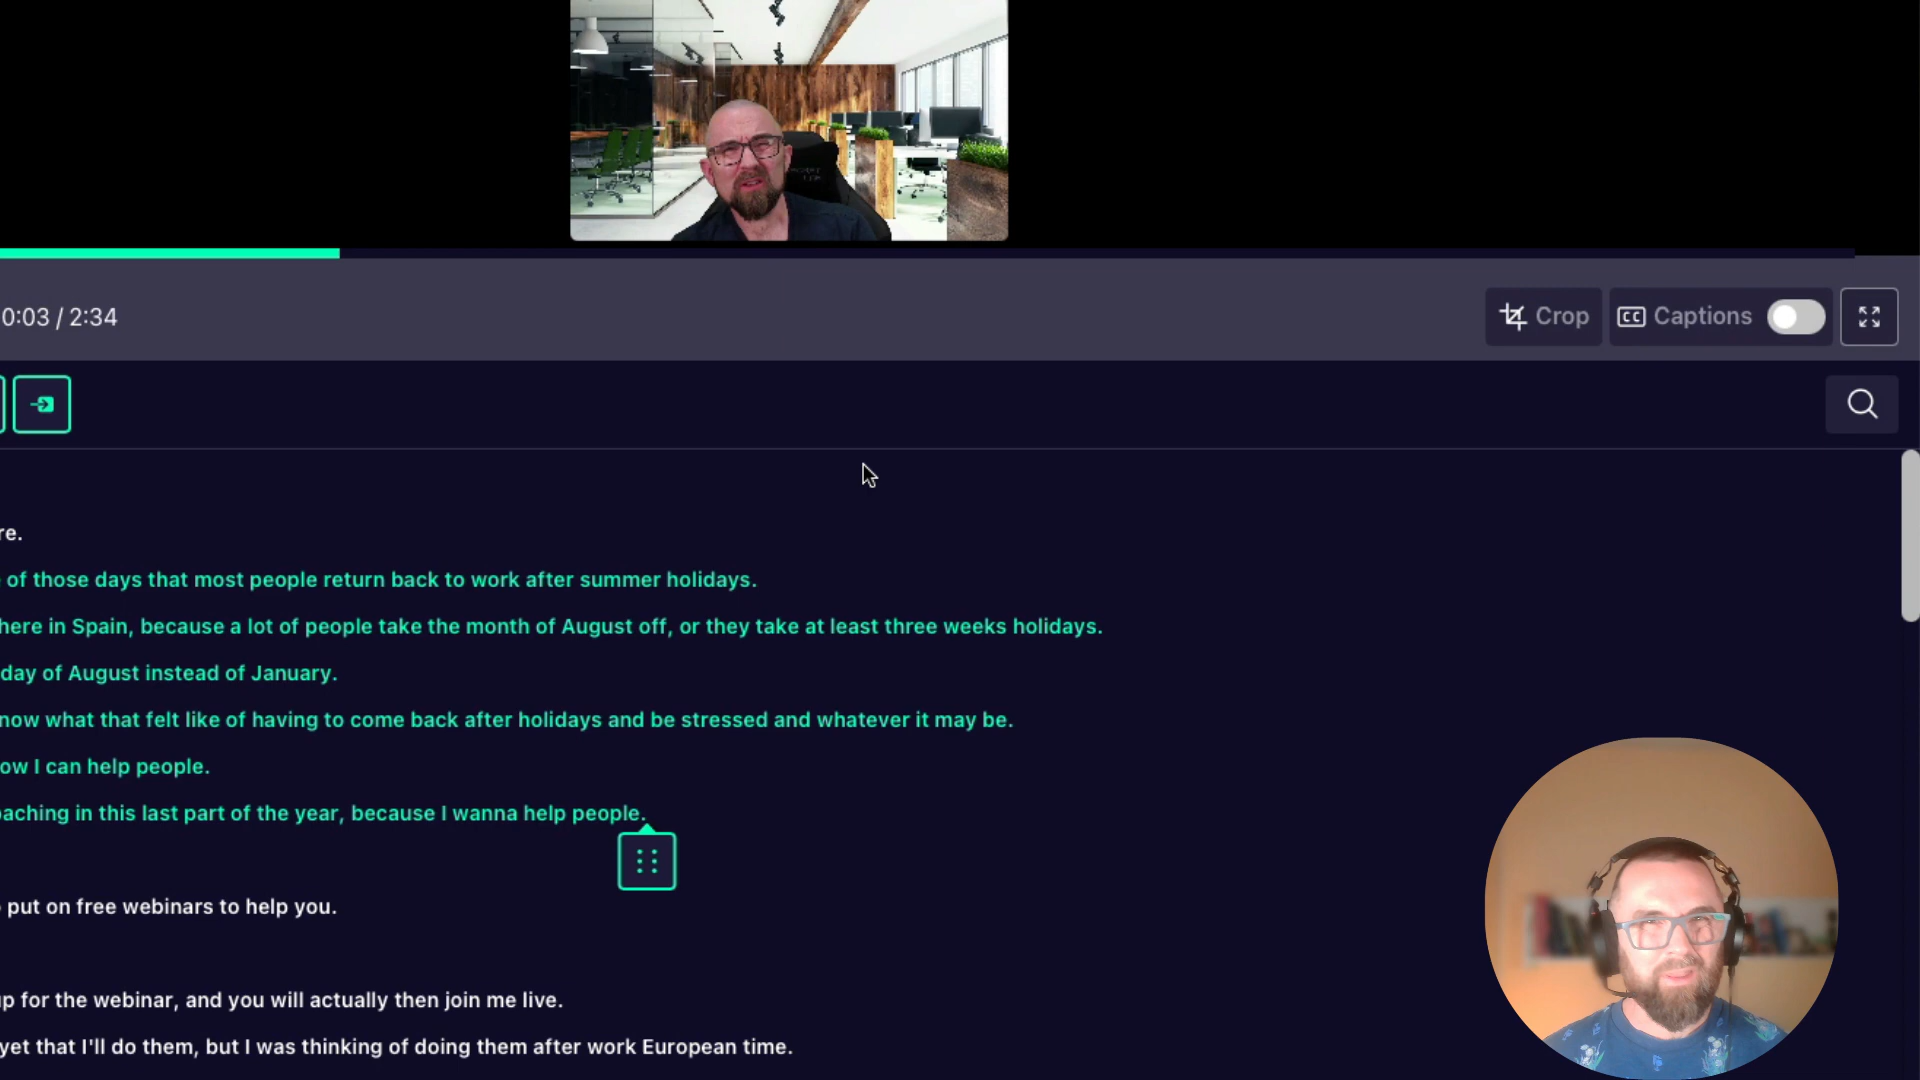 0:03 / 2:34
Crop
CC Captions
re.
of those days that most people return back to work after summer holidays.
here in Spain, because a lot of people take the month of August off, or they take at least three weeks holidays.
day of August instead of January.
now what that felt like of having to come back after holidays and be stressed and whatever it may be.
ow I can help people.
aching in this last part of the year, because I wanna help people.
put on free webinars to help you.
up for the webinar, and you will actually then join me live.
yet that I'll do them, but I was thinking of doing them after work European time.